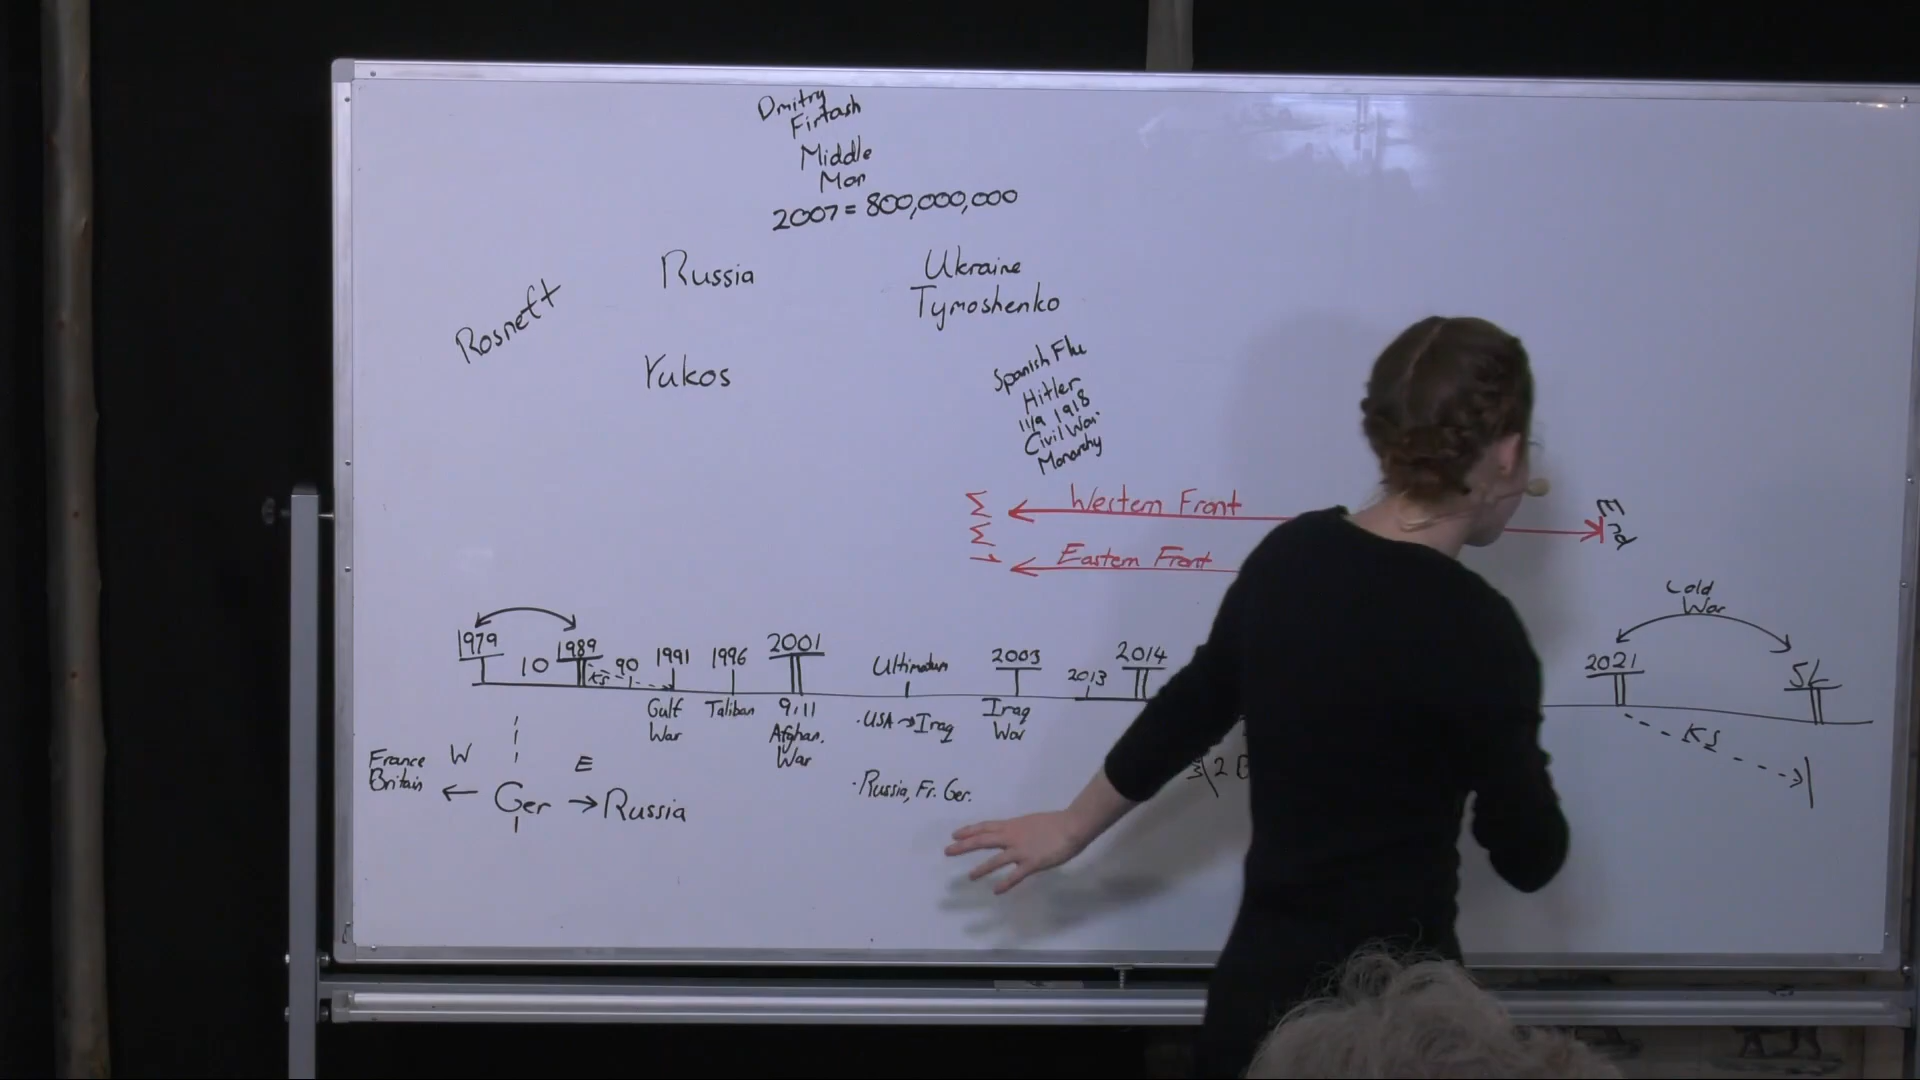 Dmitry
Firtash
Middle
Man
2007 = 800,000,000
Russia
Ukraine
Tymoshenko
Rosneft
Yukos
Spanish Flu
Hitler
11/9 1918
Civil War
Monarchy
Western Front
End
Eastern Front
Cold
War
1979
10
1989
KS
90
1991
1996
2001
Ultimatum
2003
2013
2014
2021
SL
Gulf
War
Taliban
9,11
Afghan.
War
·USA → Iraq
Iraq
War
KS
France
Britain
W
E
← Ger → Russia
·Russia, Fr. Ger.